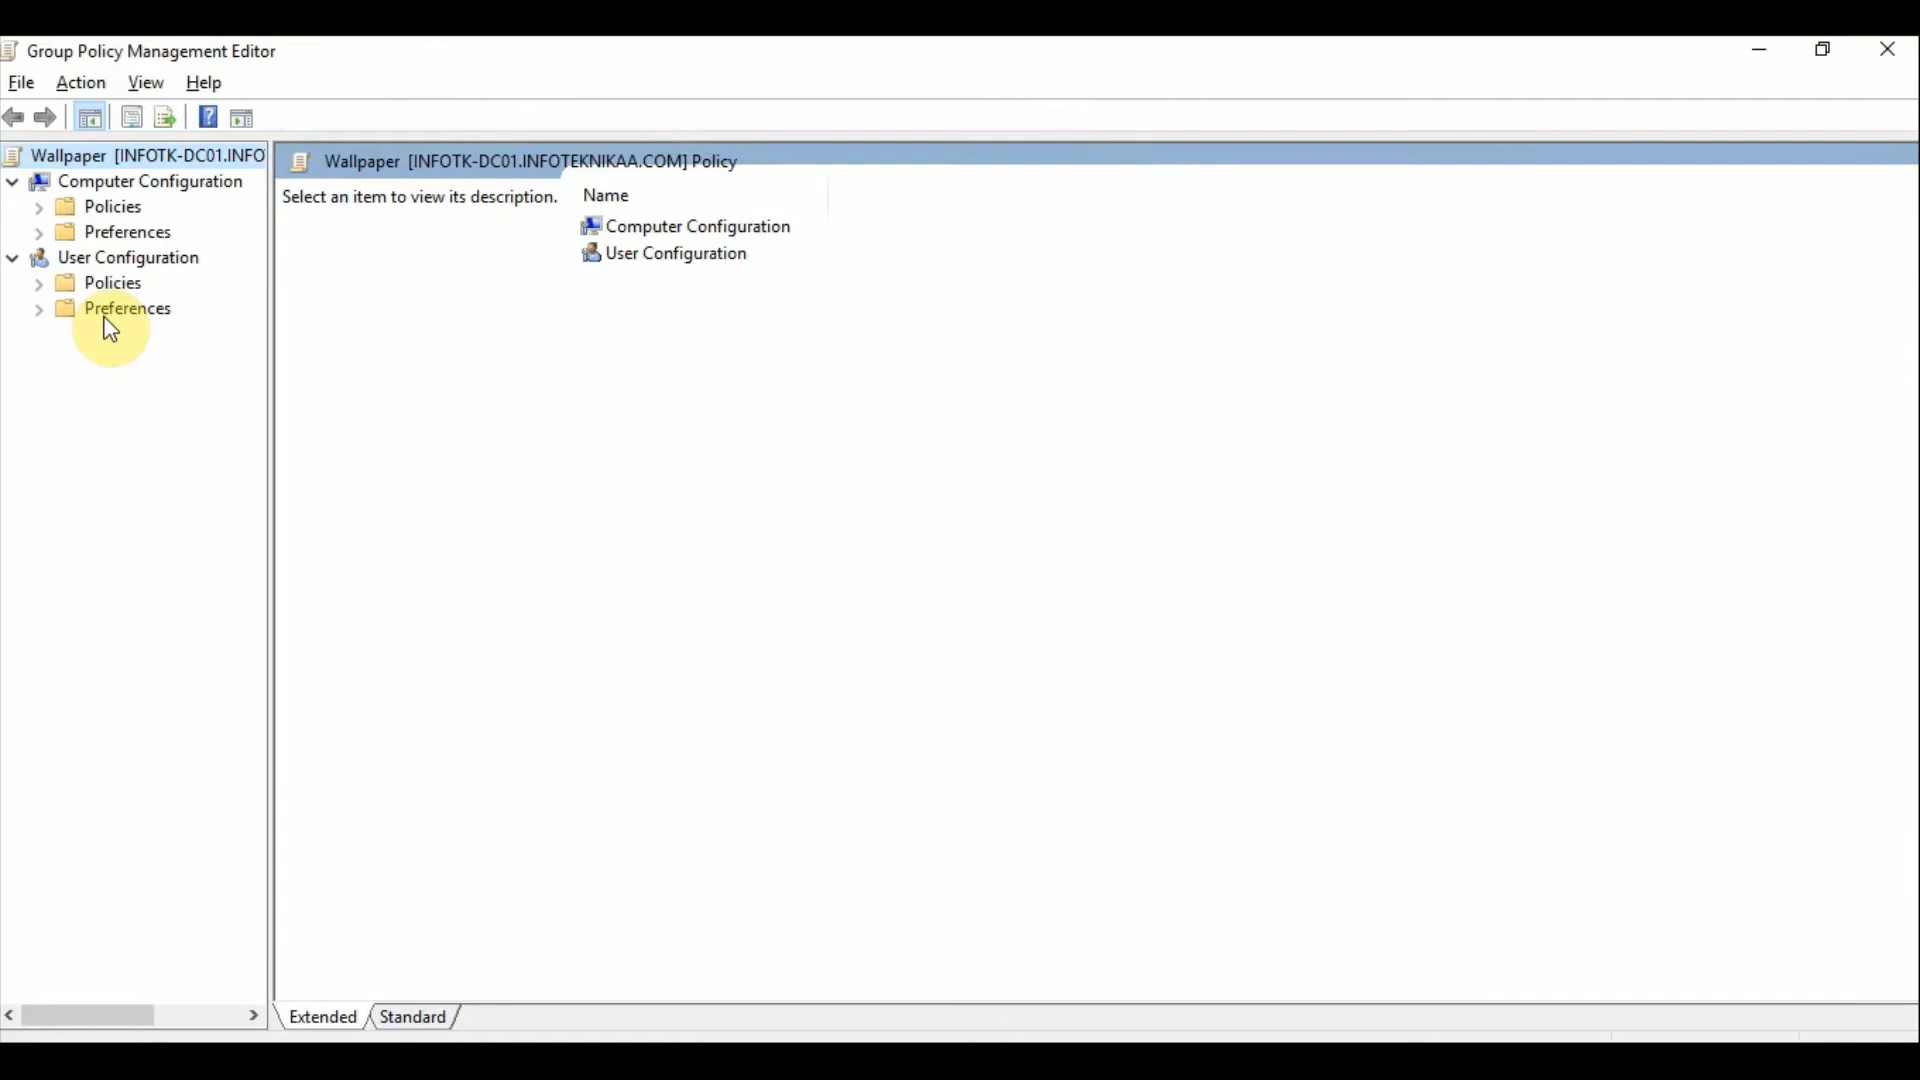 Group Policy Management Editor
File Action View Help
Wallpaper [INFOTK-DC01.INFO
Computer Configuration
Policies
Preferences
User Configuration
Policies
Preferences
Wallpaper [INFOTK-DC01.INFOTEKNIKAA.COM] Policy
Select an item to view its description.
Name
Computer Configuration
User Configuration
Extended Standard